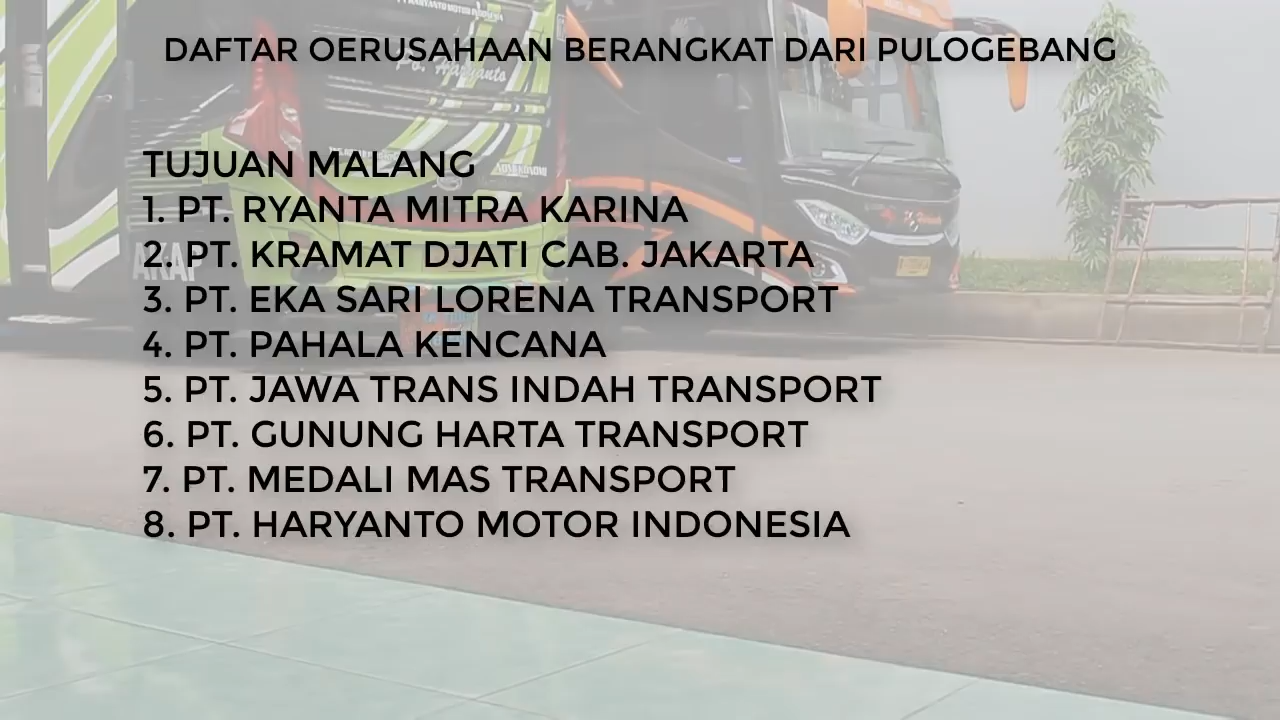 DAFTAR OERUSAHAAN BERANGKAT DARI PULOGEBANG
TUJUAN MALANG
1. PT. RYANTA MITRA KARINA
2. PT. KRAMAT DJATI CAB. JAKARTA
3. PT. EKA SARI LORENA TRANSPORT
4. PT. PAHALA KENCANA
5. PT. JAWA TRANS INDAH TRANSPORT
6. PT. GUNUNG HARTA TRANSPORT
7. PT. MEDALI MAS TRANSPORT
8. PT. HARYANTO MOTOR INDONESIA